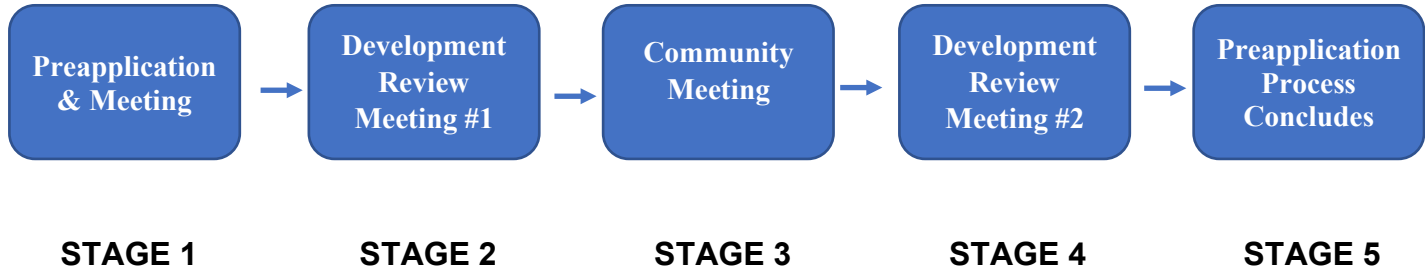 Preapplication
& Meeting
Development
Review
Meeting #1
Community
Meeting
Development
Review
Meeting #2
Preapplication
Process
Concludes
STAGE 1
STAGE 2
STAGE 3
STAGE 4
STAGE 5